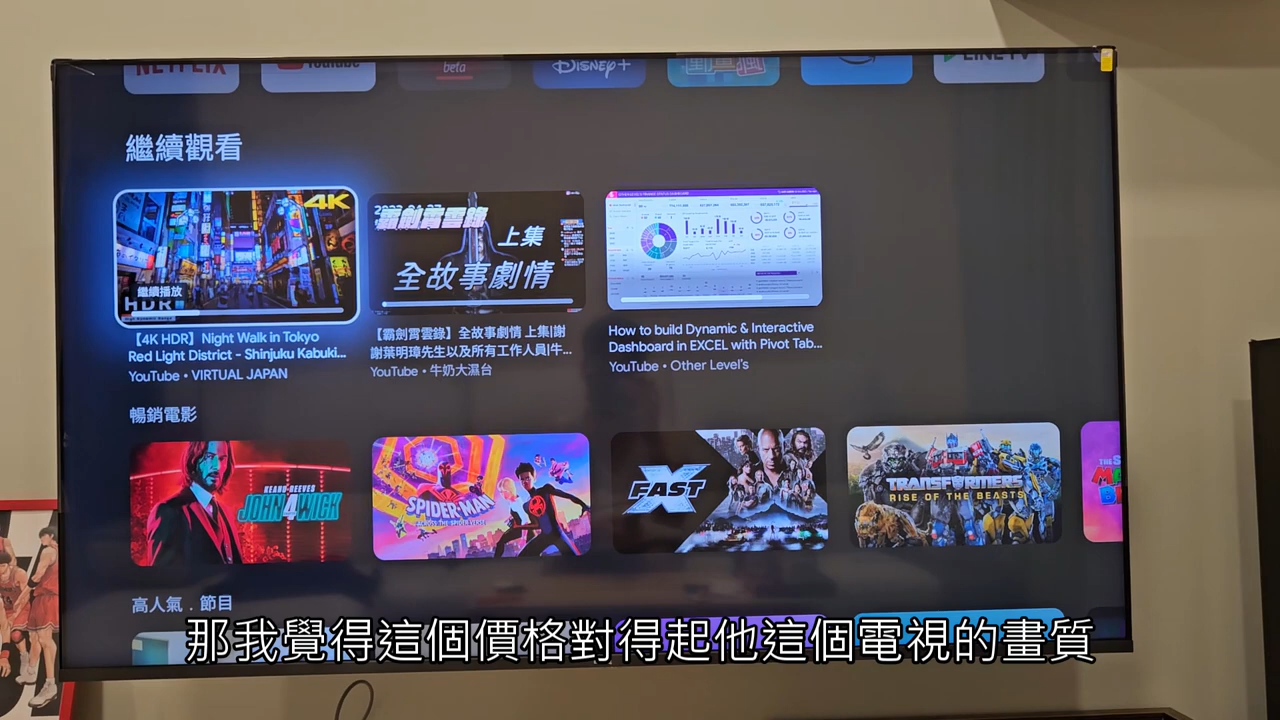 NETFLIX
YouTube
beta
Disney+
LINE TV
繼續觀看
4K
繼續播放
HDR
霸劍霄雲錄
上集
全故事劇情
【4K HDR】Night Walk in Tokyo
Red Light District - Shinjuku Kabuki...
YouTube • VIRTUAL JAPAN
【霸劍霄雲錄】全故事劇情 上集|謝
謝葉明璋先生以及所有工作人員|牛...
YouTube • 牛奶大濕台
How to build Dynamic & Interactive
Dashboard in EXCEL with Pivot Tab...
YouTube • Other Level's
暢銷電影
KEANU REEVES
JOHN WICK
4
SPIDER-MAN
ACROSS THE SPIDER-VERSE
FAST X
TRANSFORMERS
RISE OF THE BEASTS
高人氣．節目
那我覺得這個價格對得起他這個電視的畫質